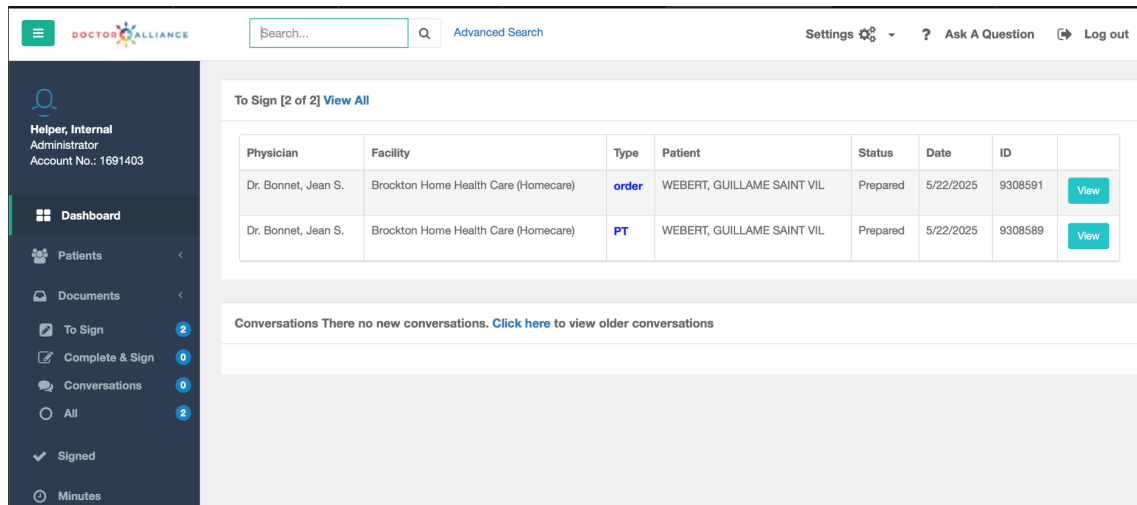 DOCTOR ALLIANCE
Search...
Advanced Search
Settings
? Ask A Question
Log out
Helper, Internal
Administrator
Account No.: 1691403
Dashboard
Patients
Documents
To Sign 2
Complete & Sign 0
Conversations 0
All 2
Signed
Minutes
To Sign [2 of 2] View All
Physician Facility Type Patient Status Date ID
Dr. Bonnet, Jean S. Brockton Home Health Care (Homecare) order WEBERT, GUILLAME SAINT VIL Prepared 5/22/2025 9308591 View
Dr. Bonnet, Jean S. Brockton Home Health Care (Homecare) PT WEBERT, GUILLAME SAINT VIL Prepared 5/22/2025 9308589 View
Conversations There no new conversations. Click here to view older conversations